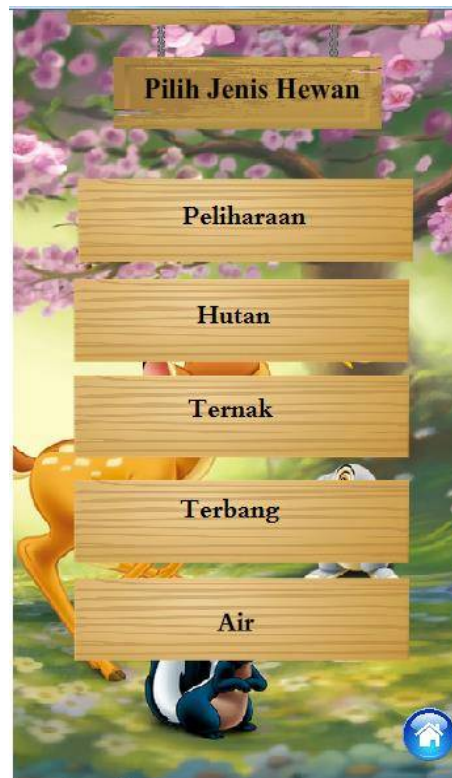 Pilih Jenis Hewan
Peliharaan
Hutan
Ternak
Terbang
Air